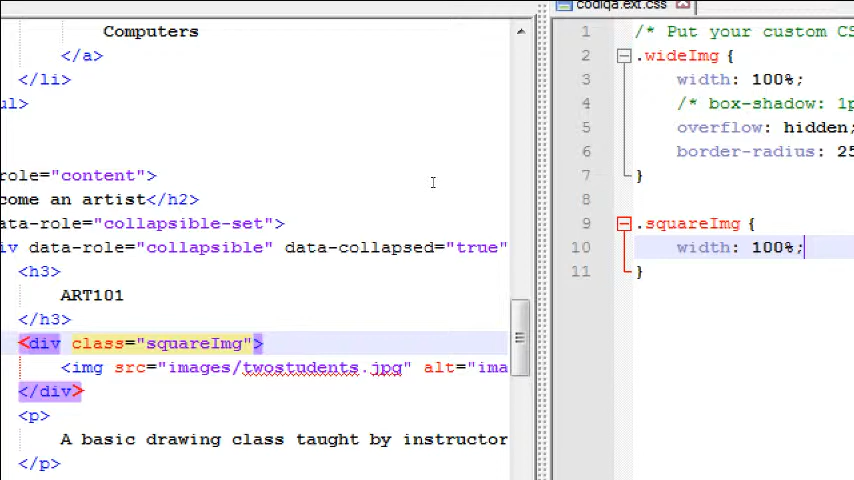 Computers
</a>
</li>
ul>
role="content">
come an artist</h2>
ata-role="collapsible-set">
iv data-role="collapsible" data-collapsed="true"
<h3>
ART101
</h3>
<div class="squareImg">
<img src="images/twostudents.jpg" alt="ima
</div>
<p>
A basic drawing class taught by instructor
</p>
codiqa.ext.css
1 /* Put your custom CS
2 .wideImg {
3 width: 100%;
4 /* box-shadow: 1p
5 overflow: hidden;
6 border-radius: 25
7 }
8
9 .squareImg {
10 width: 100%;
11 }